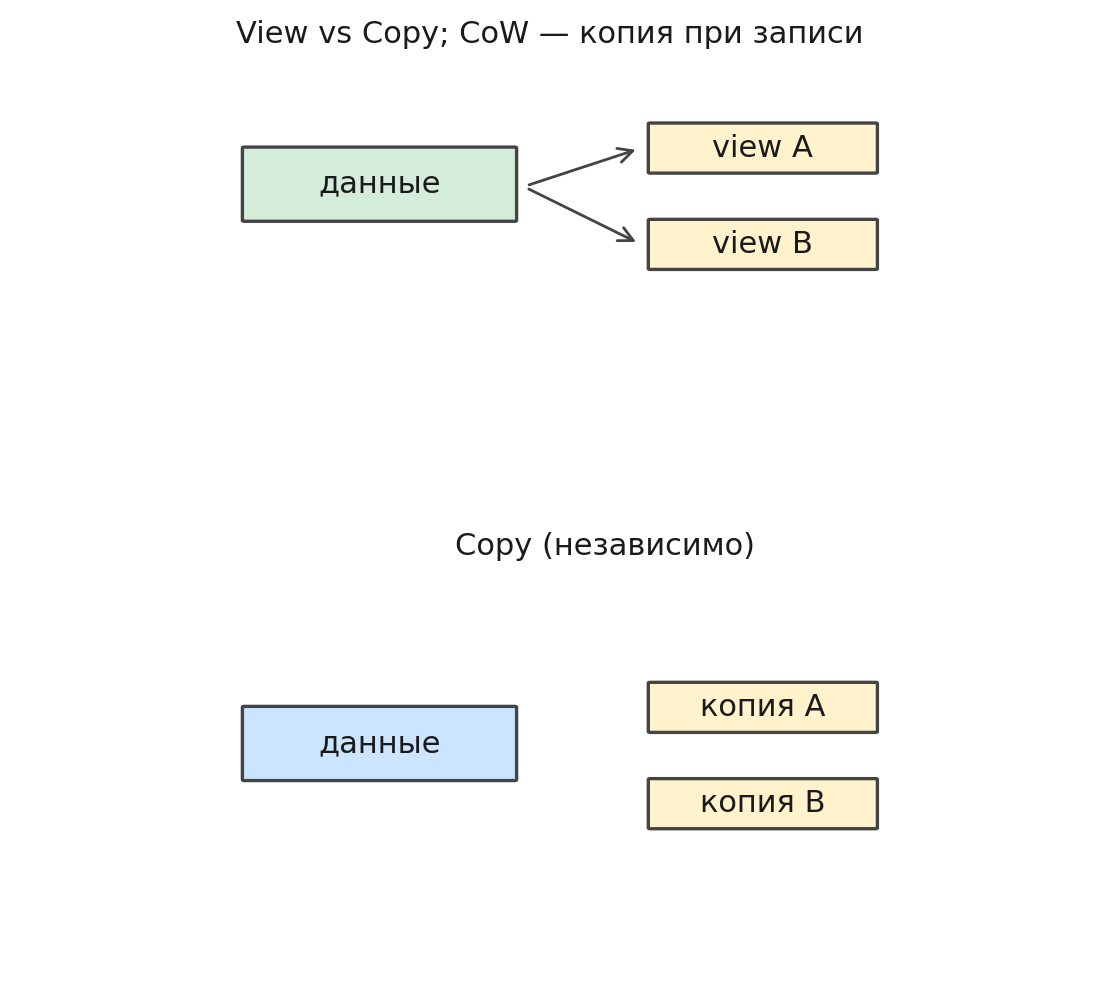 View vs Copy; CoW — копия при записи
данные
view A
view B
Copy (независимо)
данные
копия A
копия B